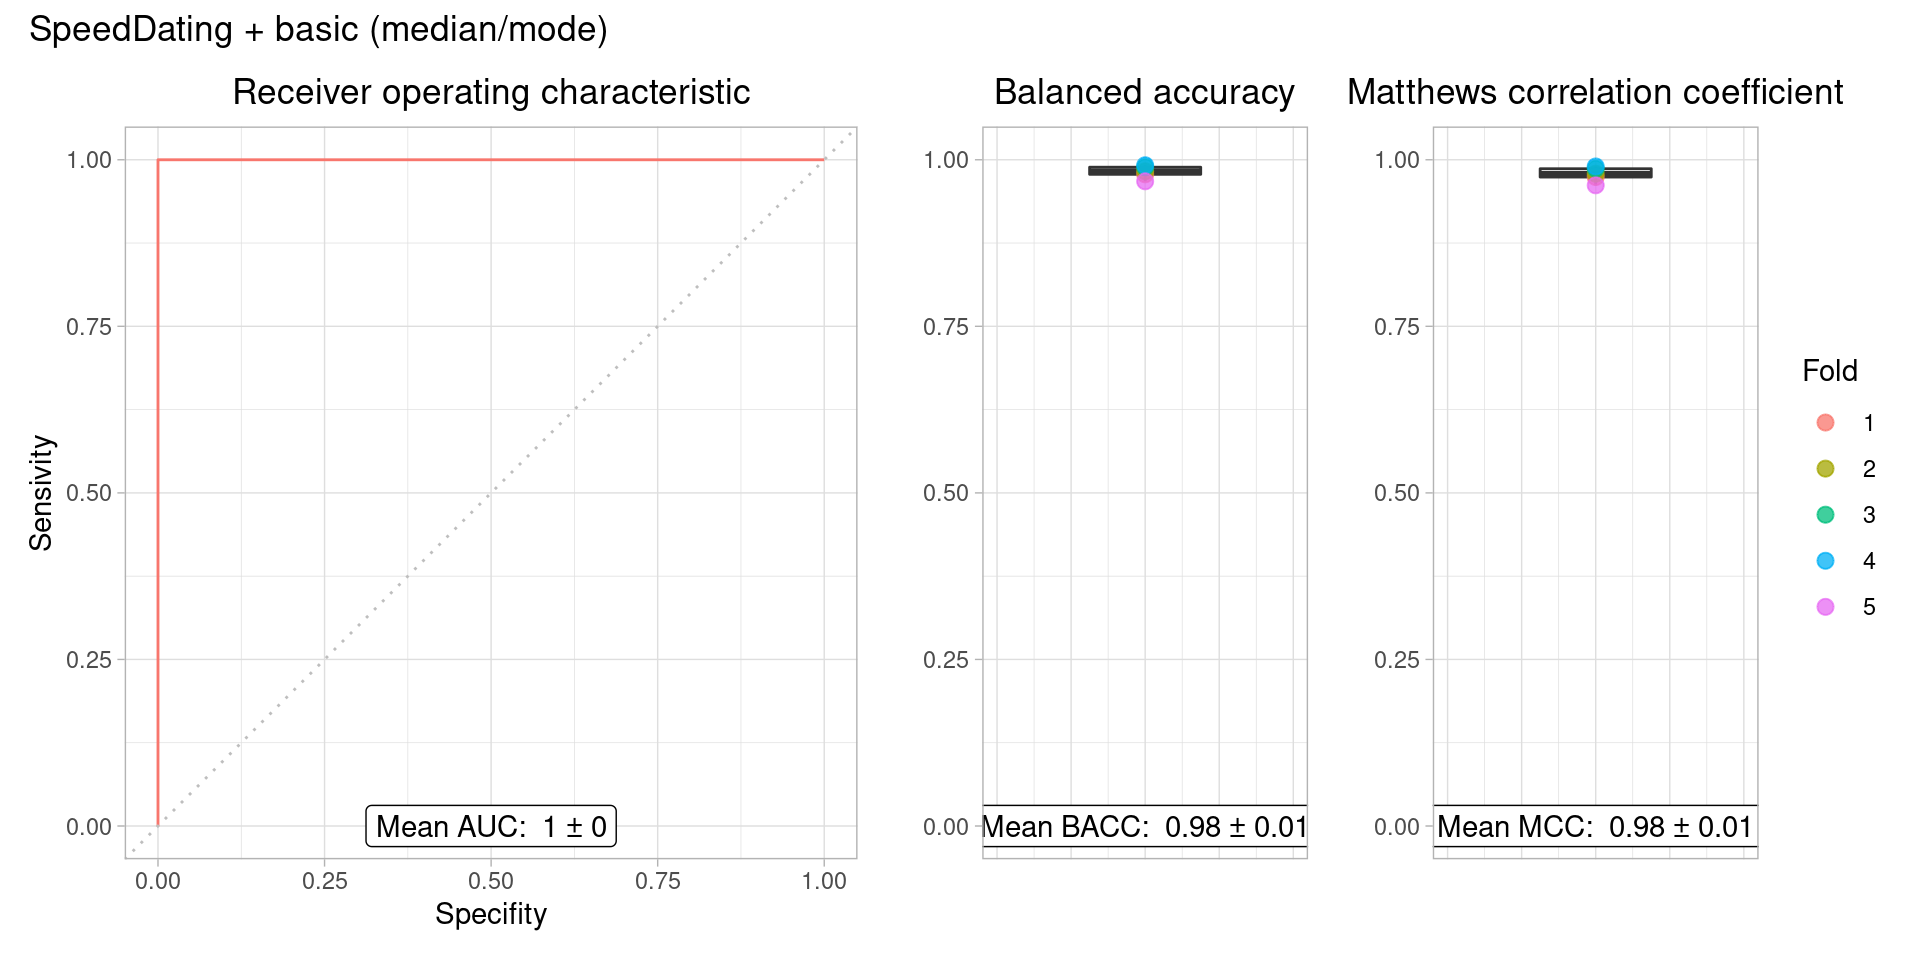 SpeedDating + basic (median/mode)
Receiver operating characteristic
Sensivity
1.00
0.75
0.50
0.25
0.00
Mean AUC:  1 ± 0
0.00 0.25 0.50 0.75 1.00
Specifity
Balanced accuracy
1.00
0.75
0.50
0.25
0.00
Mean BACC:  0.98 ± 0.01
Matthews correlation coefficient
1.00
0.75
0.50
0.25
0.00
Mean MCC:  0.98 ± 0.01
Fold
1
2
3
4
5